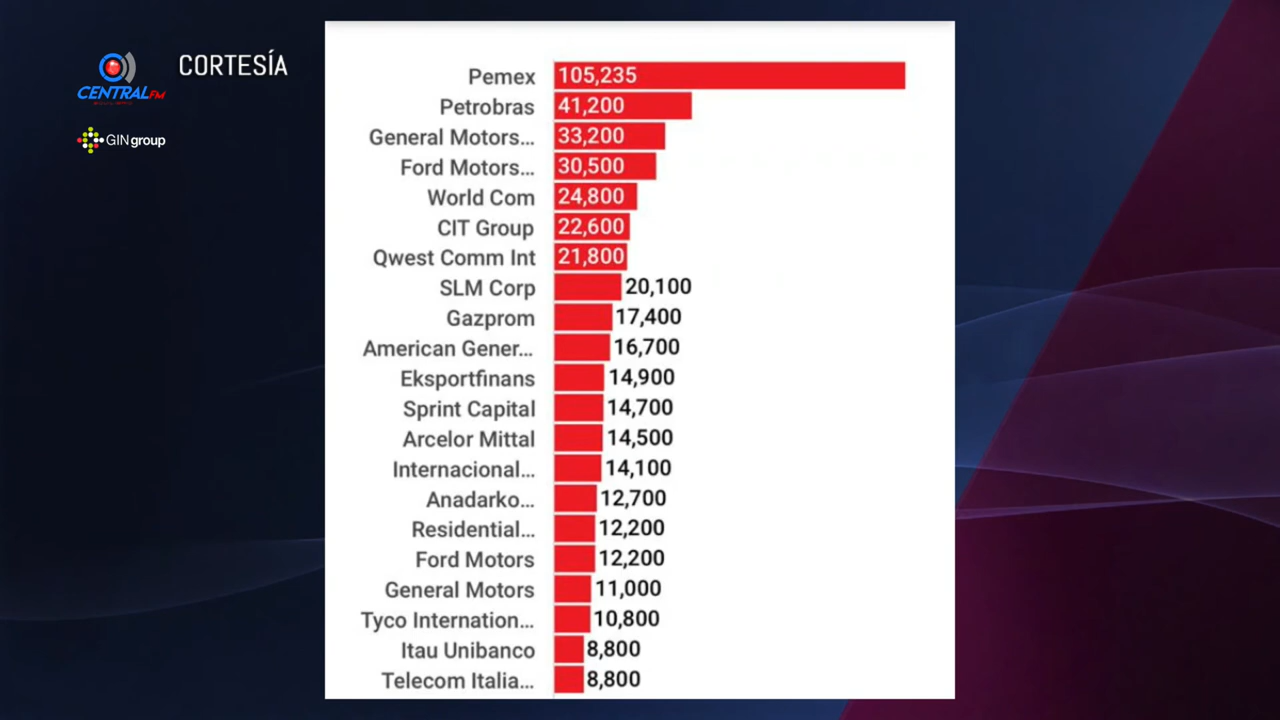 CORTESÍA
CENTRAL FM
GINgroup
Pemex 105,235
Petrobras 41,200
General Motors... 33,200
Ford Motors... 30,500
World Com 24,800
CIT Group 22,600
Qwest Comm Int 21,800
SLM Corp 20,100
Gazprom 17,400
American Gener... 16,700
Eksportfinans 14,900
Sprint Capital 14,700
Arcelor Mittal 14,500
Internacional... 14,100
Anadarko... 12,700
Residential... 12,200
Ford Motors 12,200
General Motors 11,000
Tyco Internation... 10,800
Itau Unibanco 8,800
Telecom Italia... 8,800